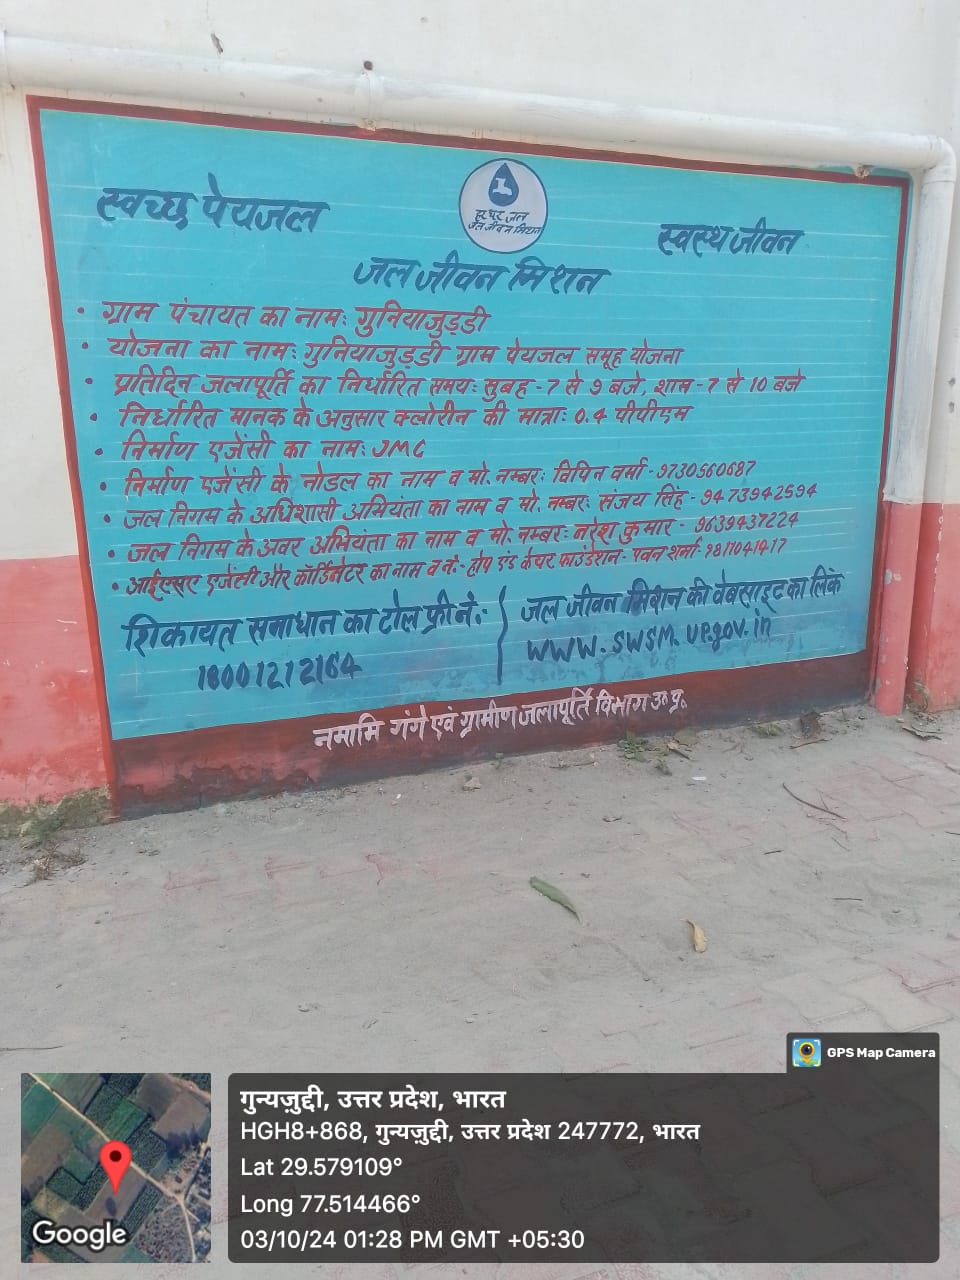 स्वच्छ पेयजल
हर घर जल
जल जीवन मिशन
स्वस्थ जीवन
जल जीवन मिशन
• ग्राम पंचायत का नाम: गुनियाजुड्डी
• योजना का नाम: गुनियाजुड्डी ग्राम पेयजल समूह योजना
• प्रतिदिन जलापूर्ति का निर्धारित समय: सुबह - 7 से 9 बजे, शाम - 7 से 10 बजे
• निर्धारित मानक के अनुसार क्लोरीन की मात्रा: 0.4 पीपीएम
• निर्माण एजेंसी का नाम: JMC
• निर्माण एजेंसी के नोडल का नाम व मो. नम्बर: विपिन वर्मा - 9730560687
• जल निगम के अधिशासी अभियंता का नाम व मो. नम्बर: संजय सिंह - 9473942594
• जल निगम के अवर अभियंता का नाम व मो. नम्बर: नरेश कुमार - 9639437224
• आईएसए एजेंसी और कॉर्डिनेटर का नाम व नं:- होप एंड केयर फाउंडेशन - पवन शर्मा
शिकायत समाधान का टोल फ्री नं.:
18001212164
जल जीवन मिशन की वेबसाइट का लिंक
WWW.SWSM.UP.gov.in
नमामि गंगे एवं ग्रामीण जलापूर्ति विभाग उ० प्र०
GPS Map Camera
गुन्यजुद्दी, उत्तर प्रदेश, भारत
HGH8+868, गुन्यजुद्दी, उत्तर प्रदेश 247772, भारत
Lat 29.579109°
Long 77.514466°
03/10/24 01:28 PM GMT +05:30
Google